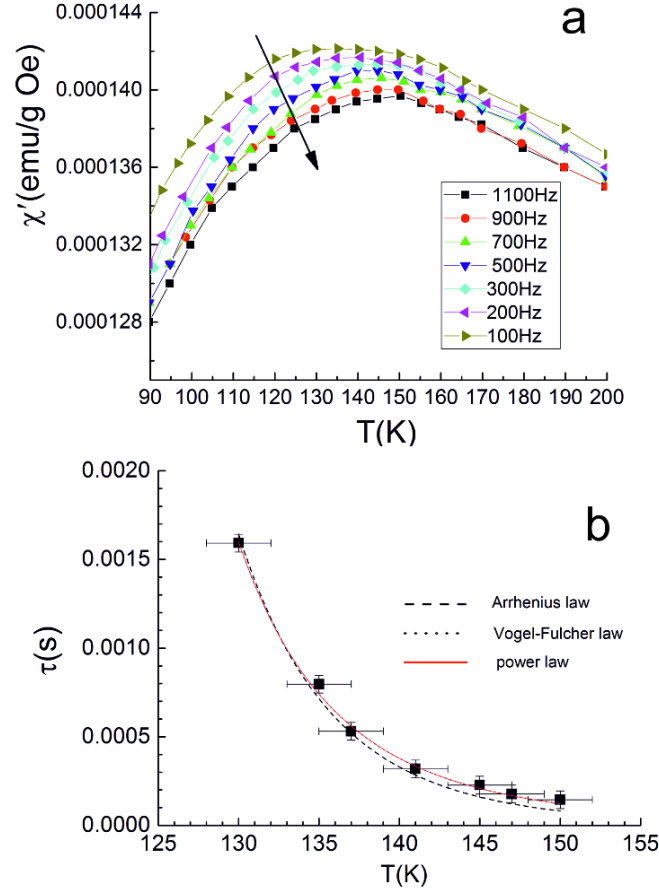 a
0.000144
0.000140
0.000136
0.000132
0.000128
χ'(emu/g Oe)
1100Hz
900Hz
700Hz
500Hz
300Hz
200Hz
100Hz
90 100 110 120 130 140 150 160 170 180 190 200
T(K)
b
0.0020
0.0015
0.0010
0.0005
0.0000
τ(s)
Arrhenius law
Vogel-Fulcher law
power law
125 130 135 140 145 150 155
T(K)